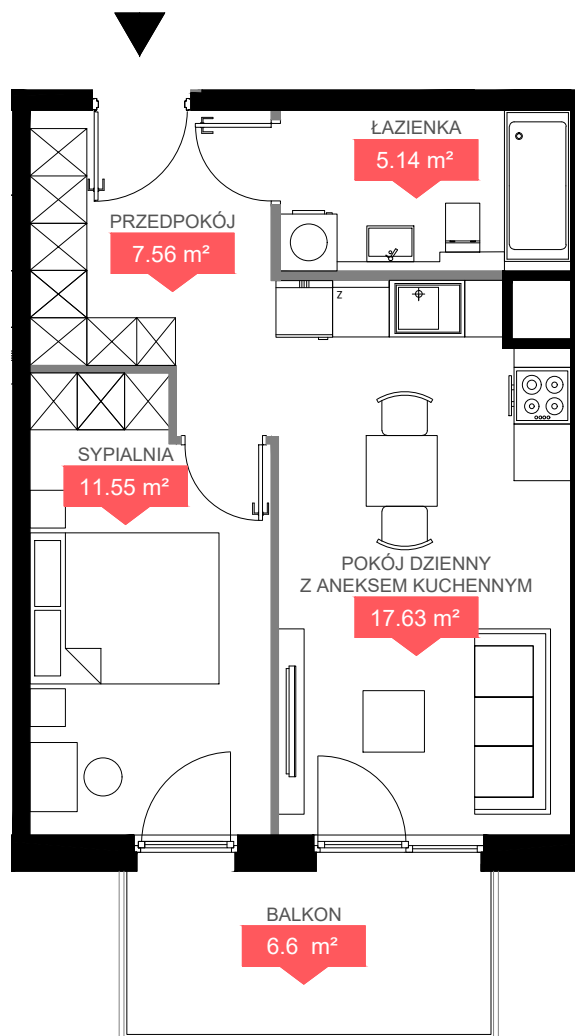 ŁAZIENKA
5.14 m²
PRZEDPOKÓJ
7.56 m²
Z
SYPIALNIA
11.55 m²
POKÓJ DZIENNY
Z ANEKSEM KUCHENNYM
17.63 m²
BALKON
6.6 m²